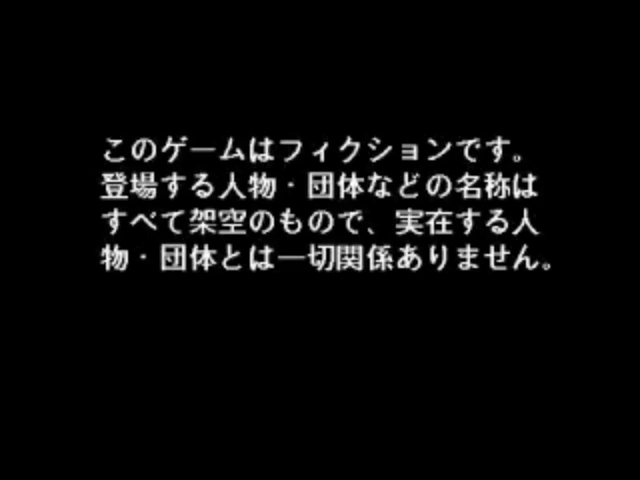 このゲームはフィクションです。
登場する人物・団体などの名称は
すべて架空のもので、実在する人
物・団体とは一切関係ありません。